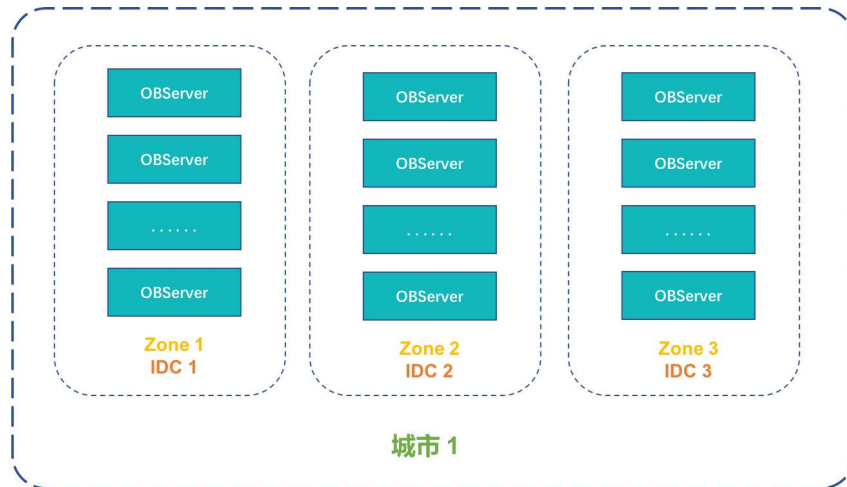 OBServer
OBServer
......
OBServer
Zone 1
IDC 1
OBServer
OBServer
......
OBServer
Zone 2
IDC 2
OBServer
OBServer
......
OBServer
Zone 3
IDC 3
城市 1